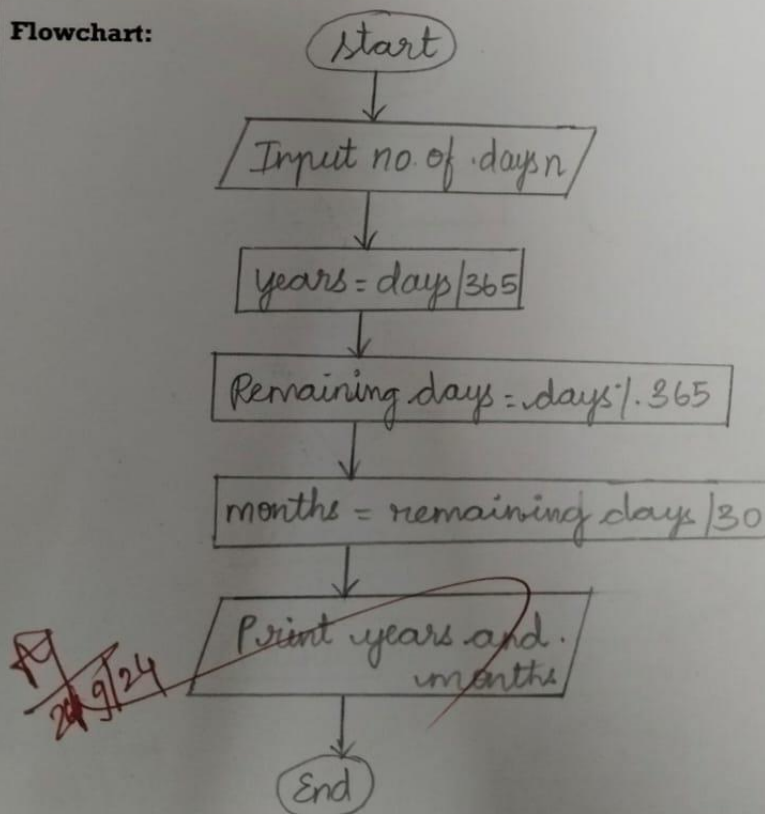 Flowchart:
Start
Input no. of days n
years = days/365
Remaining days = days % 365
months = remaining days /30
Print years and
months
End